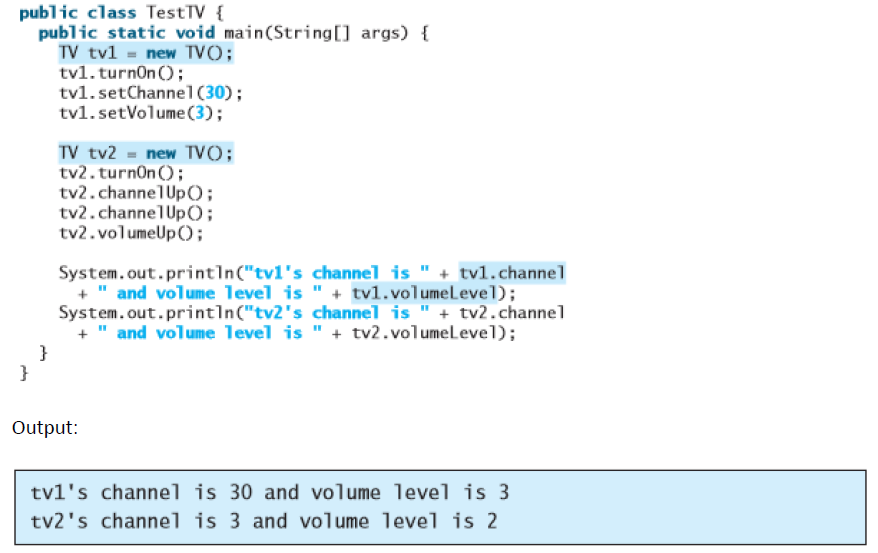 public class TestTV {
public static void main(String[] args) {
TV tv1 = new TV();
tv1.turnOn();
tv1.setChannel(30);
tv1.setVolume(3);
TV tv2 = new TV();
tv2.turnOn();
tv2.channelUp();
tv2.channelUp();
tv2.volumeUp();
System.out.println("tv1's channel is " + tv1.channel
+ " and volume level is " + tv1.volumeLevel);
System.out.println("tv2's channel is " + tv2.channel
+ " and volume level is " + tv2.volumeLevel);
}
}
Output:
tv1's channel is 30 and volume level is 3
tv2's channel is 3 and volume level is 2